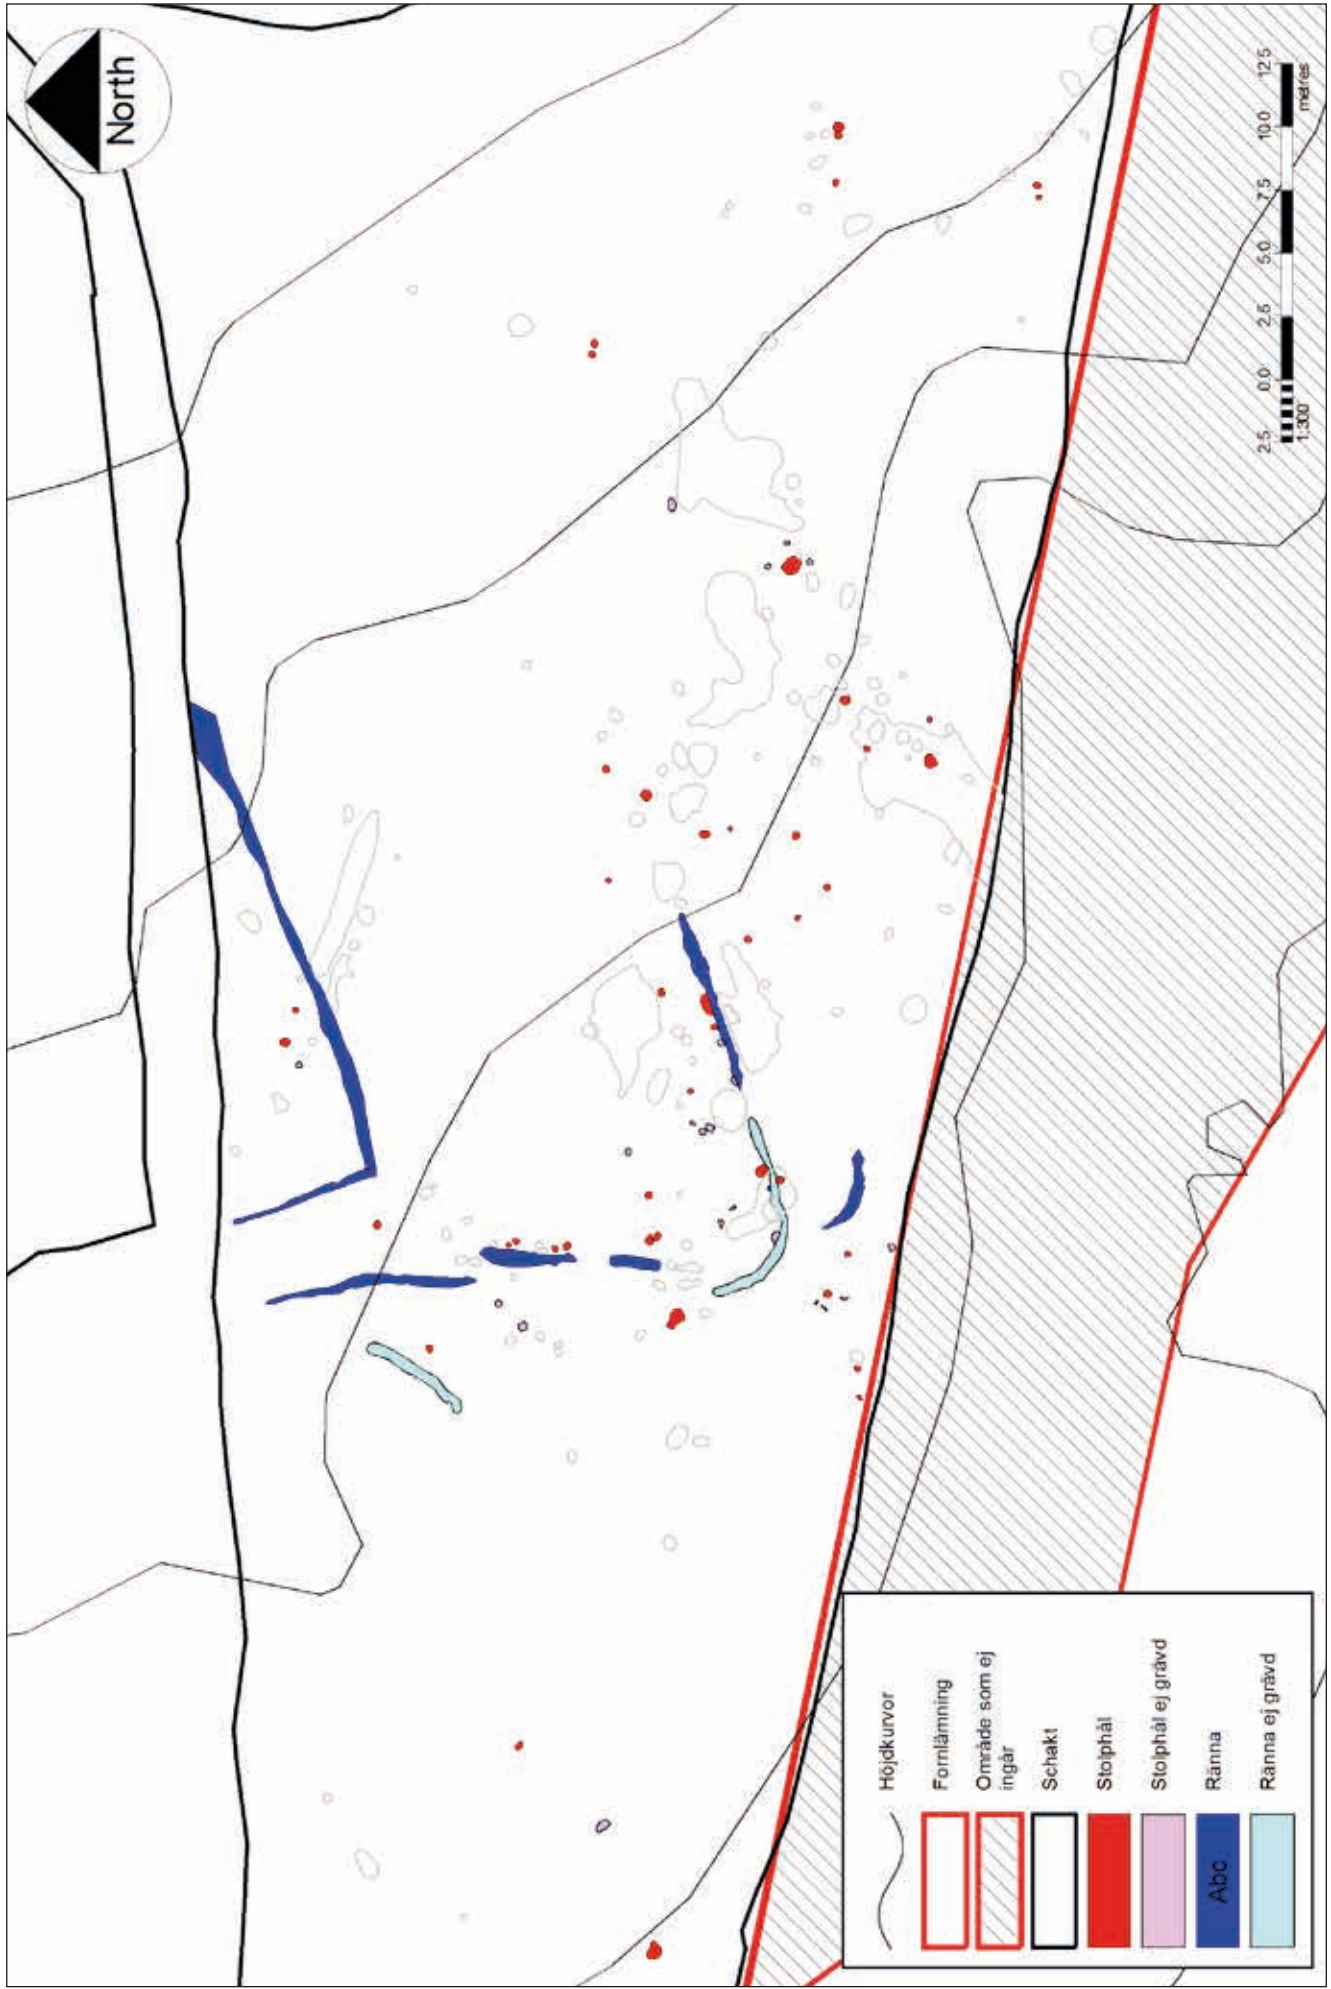 North
Höjdkurvor
Fornlämning
Område som ej
ingår
Schakt
Stolphål
Stolphål ej grävd
Abc
Ränna
Ränna ej grävd
2.5 0.0 2.5 5.0 7.5 10.0 12.5
1:300
metres